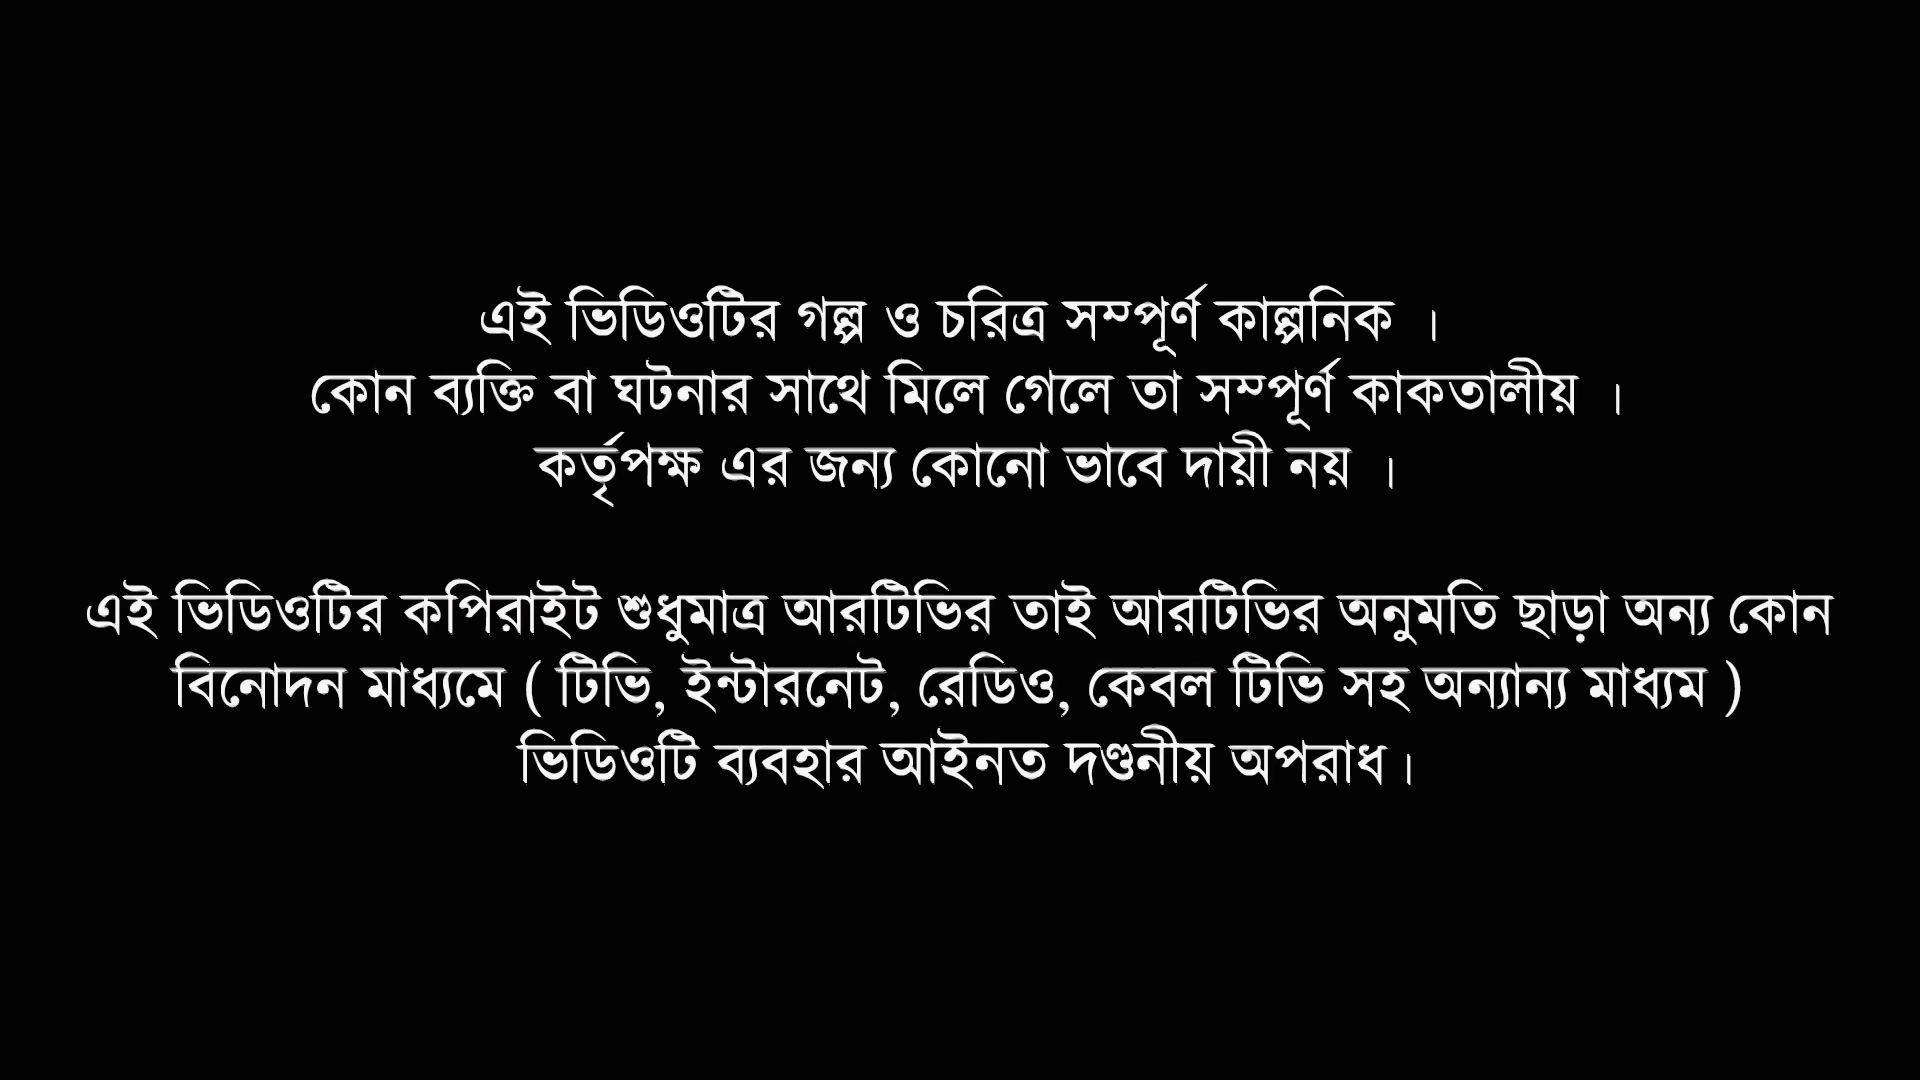 এই ভিডিওটির গল্প ও চরিত্র সম্পূর্ণ কাল্পনিক ।
কোন ব্যক্তি বা ঘটনার সাথে মিলে গেলে তা সম্পূর্ণ কাকতালীয় ।
কর্তৃপক্ষ এর জন্য কোনো ভাবে দায়ী নয় ।
এই ভিডিওটির কপিরাইট শুধুমাত্র আরটিভির তাই আরটিভির অনুমতি ছাড়া অন্য কোন
বিনোদন মাধ্যমে ( টিভি, ইন্টারনেট, রেডিও, কেবল টিভি সহ অন্যান্য মাধ্যম )
ভিডিওটি ব্যবহার আইনত দণ্ডনীয় অপরাধ।